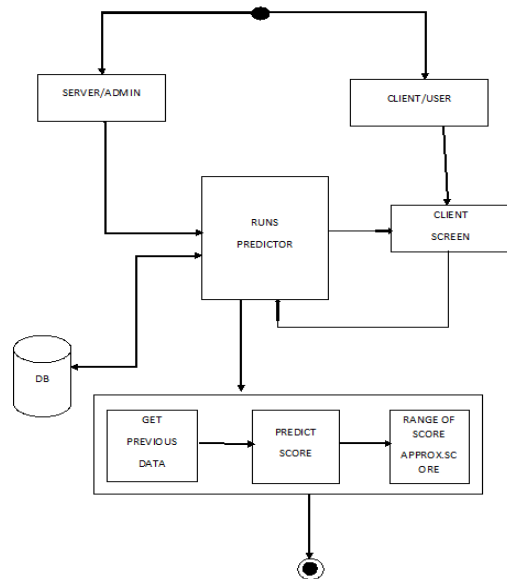 SERVER/ADMIN
CLIENT/USER
RUNS
PREDICTOR
CLIENT
SCREEN
DB
GET
PREVIOUS
DATA
PREDICT
SCORE
RANGE OF
SCORE
APPROX.SC
ORE